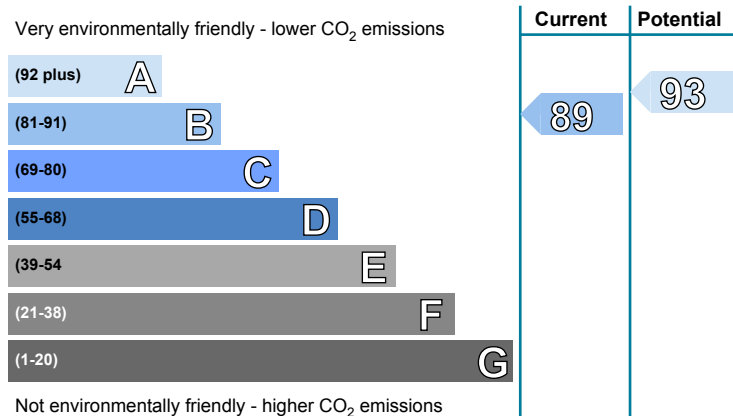 Very environmentally friendly - lower CO2 emissions
Current
Potential
(92 plus) A
(81-91) B
(69-80) C
(55-68) D
(39-54 E
(21-38) F
(1-20) G
89
93
Not environmentally friendly - higher CO2 emissions